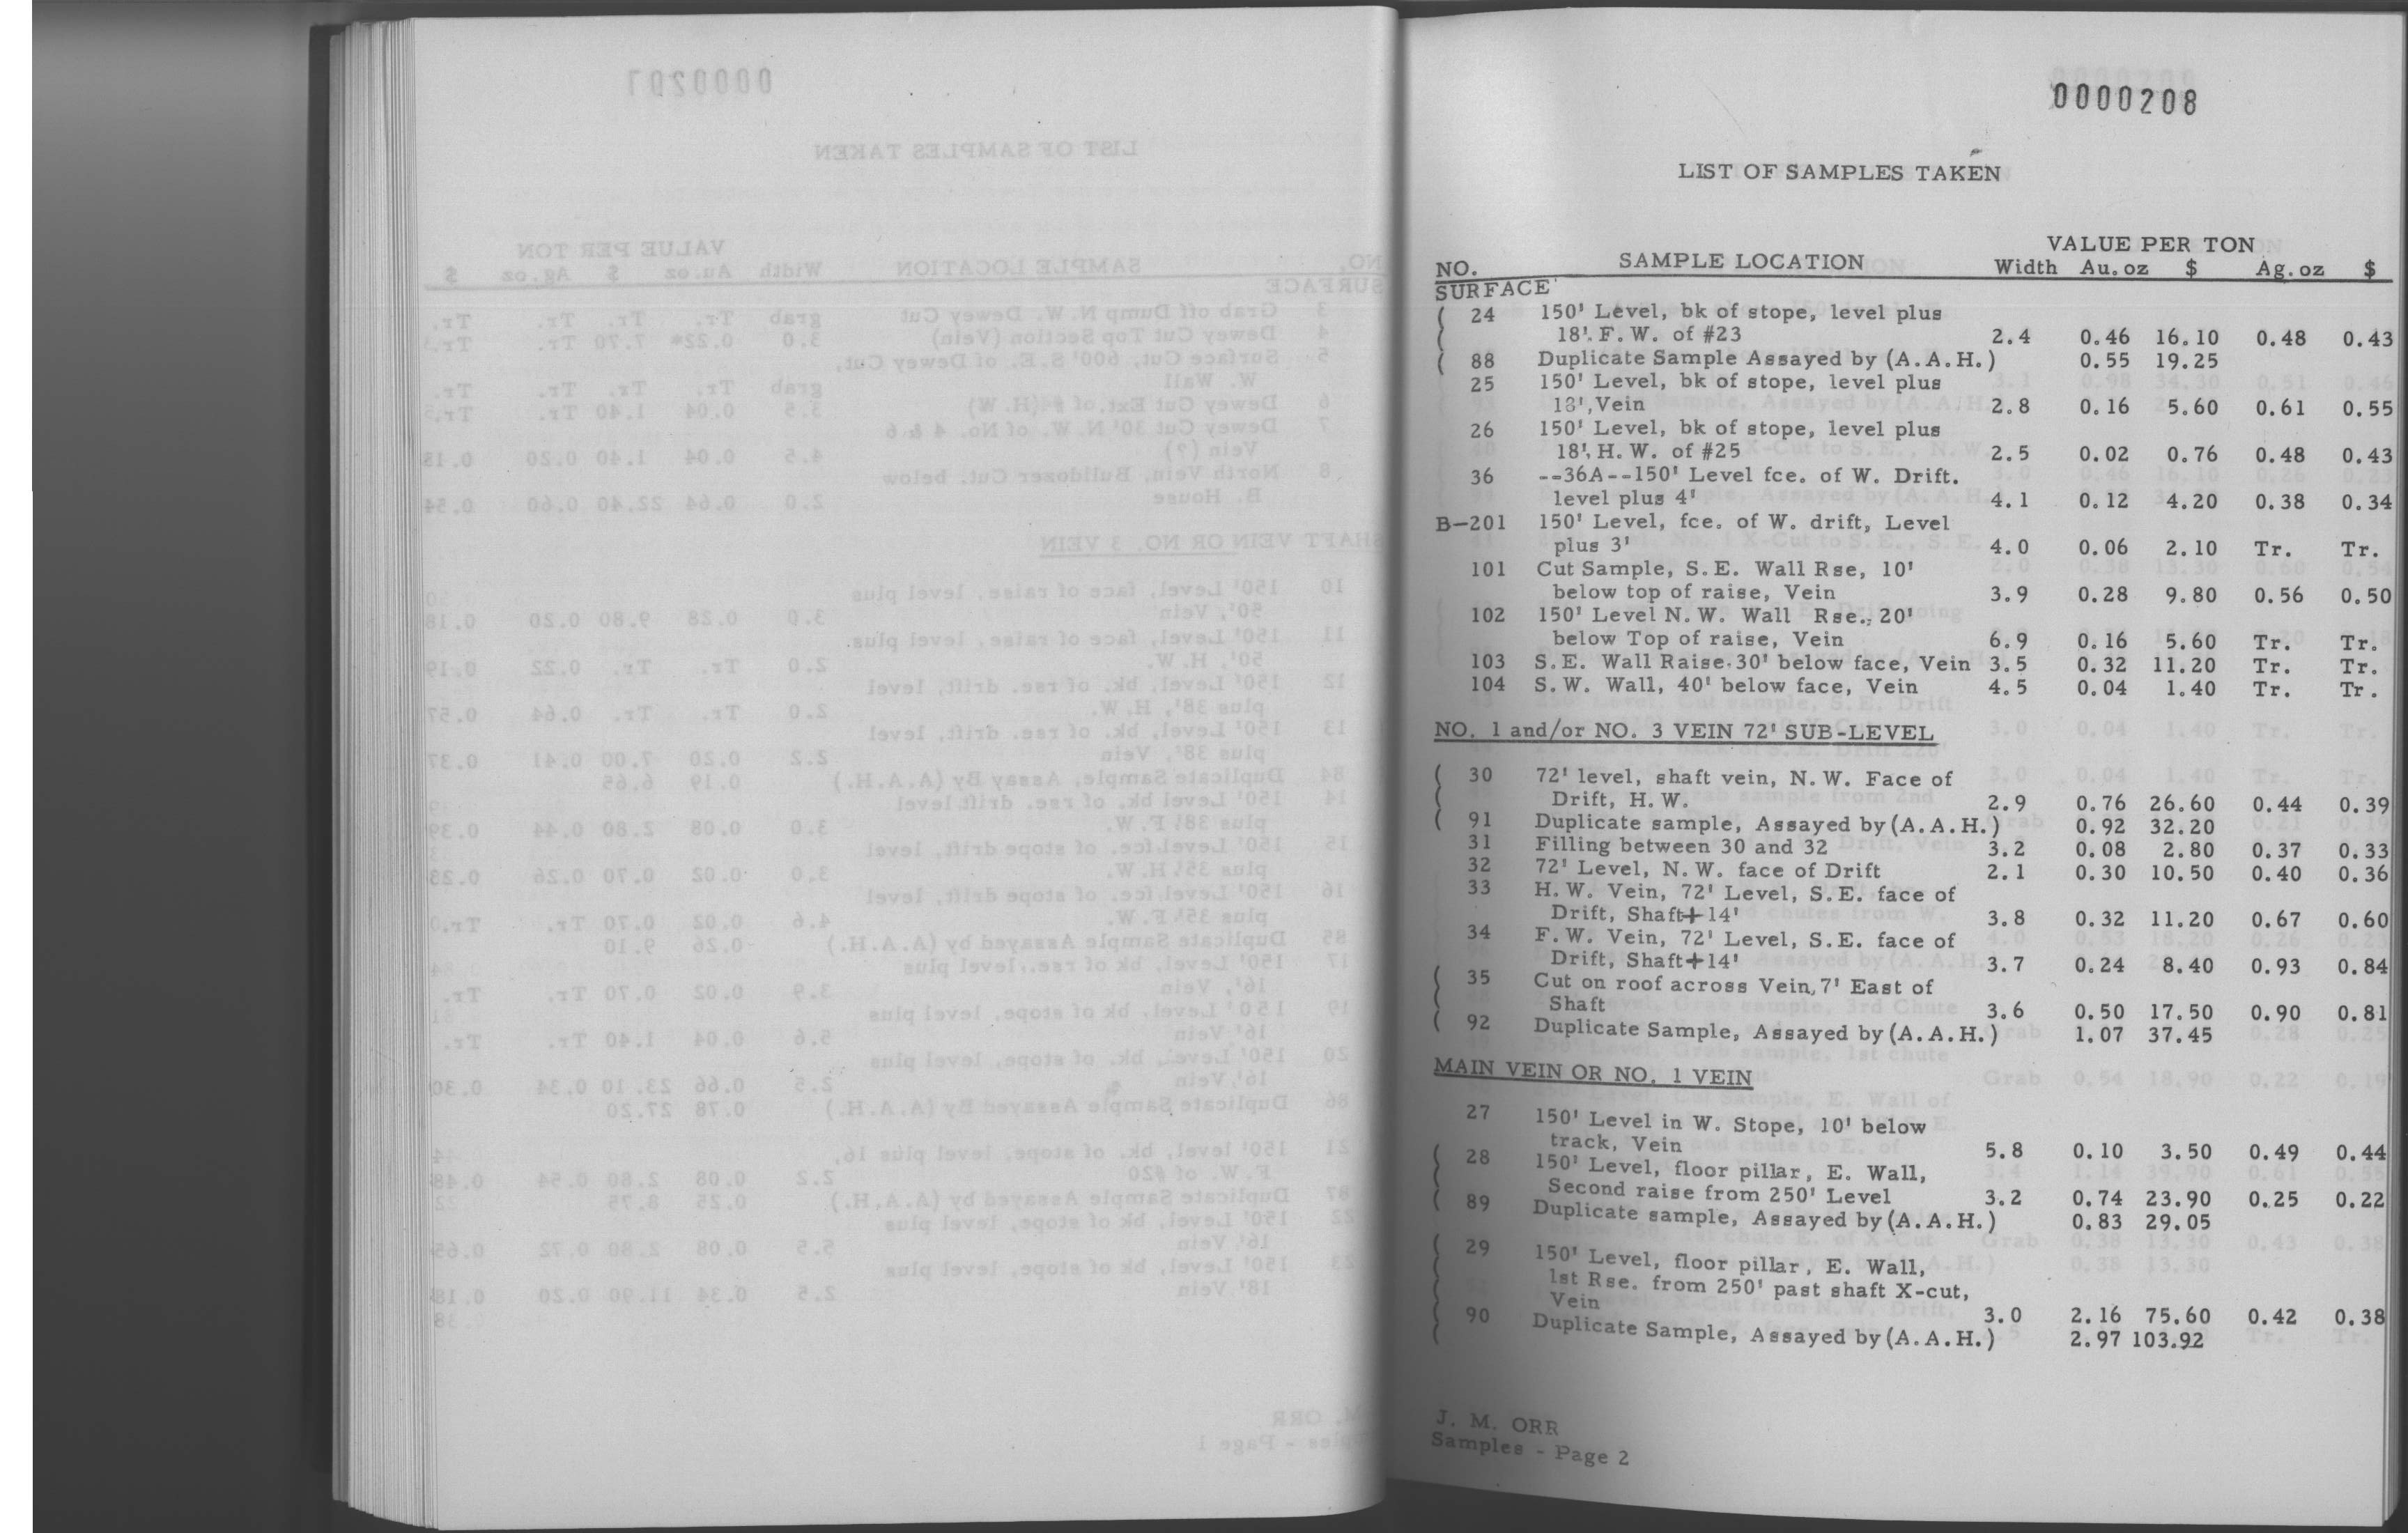 0000208
LIST OF SAMPLES TAKEN
VALUE PER TON
NO. SAMPLE LOCATION Width Au. oz $ Ag. oz $
SURFACE
( 24 150' Level, bk of stope, level plus
( 18'. F. W. of #23 2.4 0.46 16.10 0.48 0.43
( 88 Duplicate Sample Assayed by (A.A.H.) 0.55 19.25
25 150' Level, bk of stope, level plus
18', Vein 2.8 0.16 5.60 0.61 0.55
26 150' Level, bk of stope, level plus
18', H. W. of #25 2.5 0.02 0.76 0.48 0.43
36 --36A--150' Level fce. of W. Drift.
level plus 4' 4.1 0.12 4.20 0.38 0.34
B-201 150' Level, fce. of W. drift, Level
plus 3' 4.0 0.06 2.10 Tr. Tr.
101 Cut Sample, S.E. Wall Rse, 10'
below top of raise, Vein 3.9 0.28 9.80 0.56 0.50
102 150' Level N.W. Wall Rse., 20'
below Top of raise, Vein 6.9 0.16 5.60 Tr. Tr.
103 S.E. Wall Raise. 30' below face, Vein 3.5 0.32 11.20 Tr. Tr.
104 S.W. Wall, 40' below face, Vein 4.5 0.04 1.40 Tr. Tr.
NO. 1 and/or NO. 3 VEIN 72' SUB-LEVEL
( 30 72' level, shaft vein, N.W. Face of
( Drift, H.W. 2.9 0.76 26.60 0.44 0.39
( 91 Duplicate sample, Assayed by (A.A.H.) 0.92 32.20
31 Filling between 30 and 32 3.2 0.08 2.80 0.37 0.33
32 72' Level, N.W. face of Drift 2.1 0.30 10.50 0.40 0.36
33 H.W. Vein, 72' Level, S.E. face of
Drift, Shaft+14' 3.8 0.32 11.20 0.67 0.60
34 F.W. Vein, 72' Level, S.E. face of
Drift, Shaft+14' 3.7 0.24 8.40 0.93 0.84
( 35 Cut on roof across Vein, 7' East of
( Shaft 3.6 0.50 17.50 0.90 0.81
( 92 Duplicate Sample, Assayed by (A.A.H.) 1.07 37.45
MAIN VEIN OR NO. 1 VEIN
27 150' Level in W. Stope, 10' below
track, Vein 5.8 0.10 3.50 0.49 0.44
( 28 150' Level, floor pillar, E. Wall,
( Second raise from 250' Level 3.2 0.74 23.90 0.25 0.22
( 89 Duplicate sample, Assayed by (A.A.H.) 0.83 29.05
( 29 150' Level, floor pillar, E. Wall,
( 1st Rse. from 250' past shaft X-cut,
( Vein 3.0 2.16 75.60 0.42 0.38
( 90 Duplicate Sample, Assayed by (A.A.H.) 2.97 103.92
J. M. ORR
Samples - Page 2